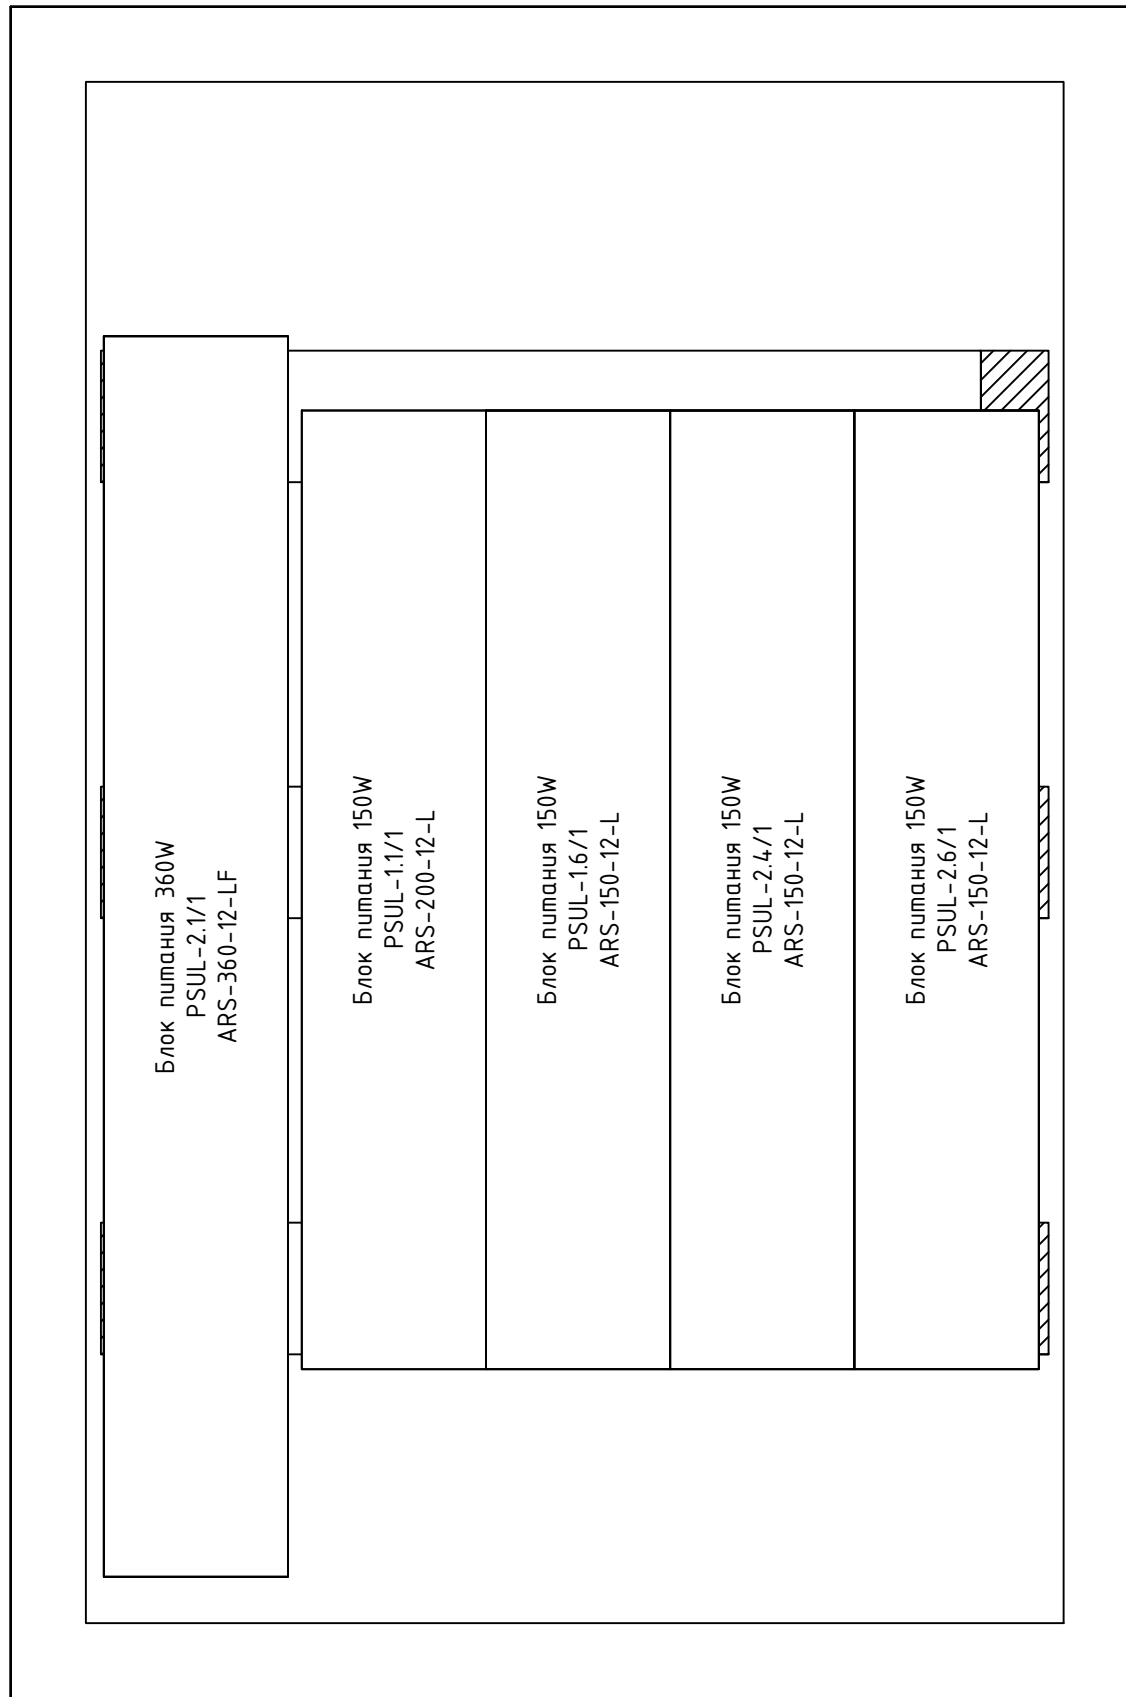 Блок питания 360W
PSUL-2.1/1
ARS-360-12-LF
Блок питания 150W
PSUL-1.1/1
ARS-200-12-L
Блок питания 150W
PSUL-1.6/1
ARS-150-12-L
Блок питания 150W
PSUL-2.4/1
ARS-150-12-L
Блок питания 150W
PSUL-2.6/1
ARS-150-12-L